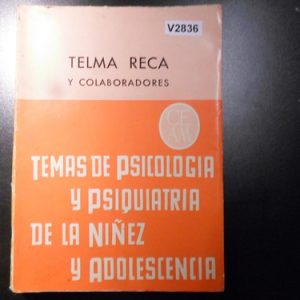 V2836
TELMA RECA
Y COLABORADORES
TEMAS DE PSICOLOGIA
Y PSIQUIATRIA
DE LA NIÑEZ
Y ADOLESCENCIA